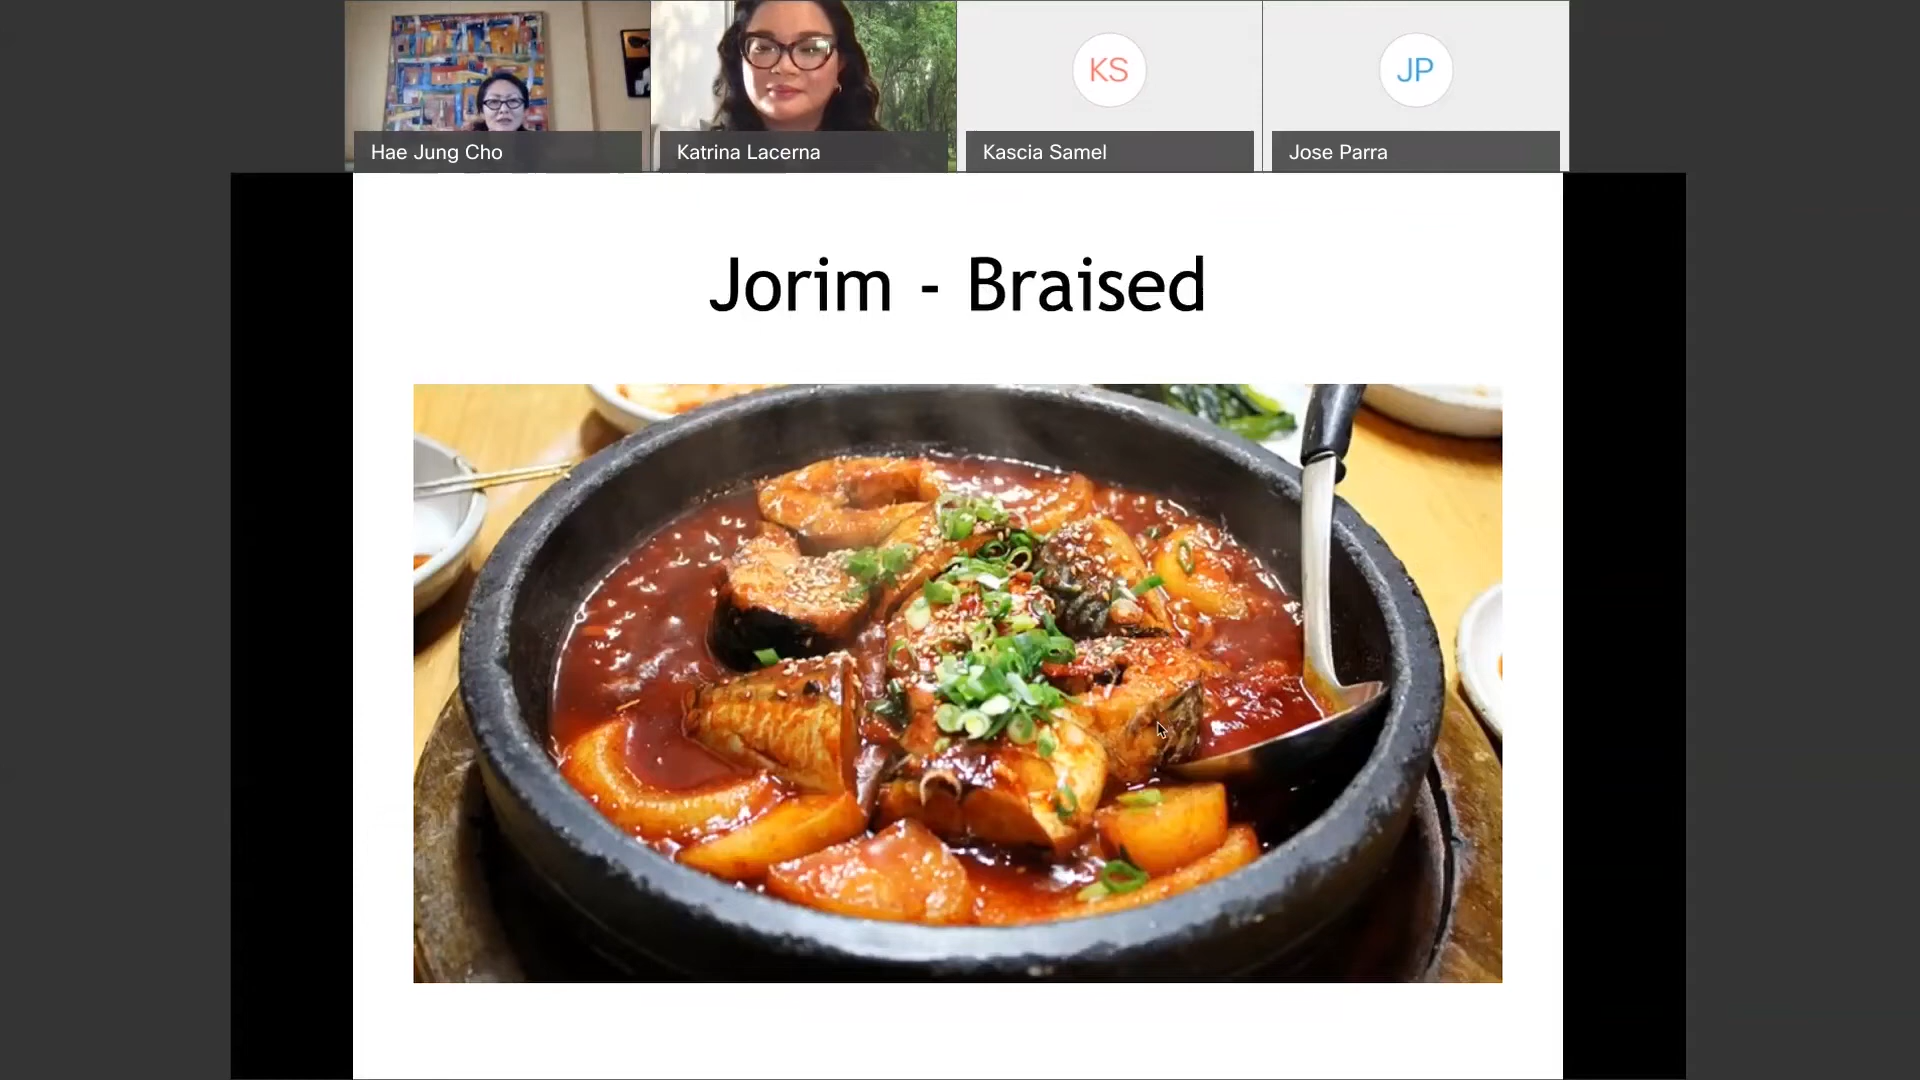 KS
JP
Hae Jung Cho
Katrina Lacerna
Kascia Samel
Jose Parra
Jorim - Braised